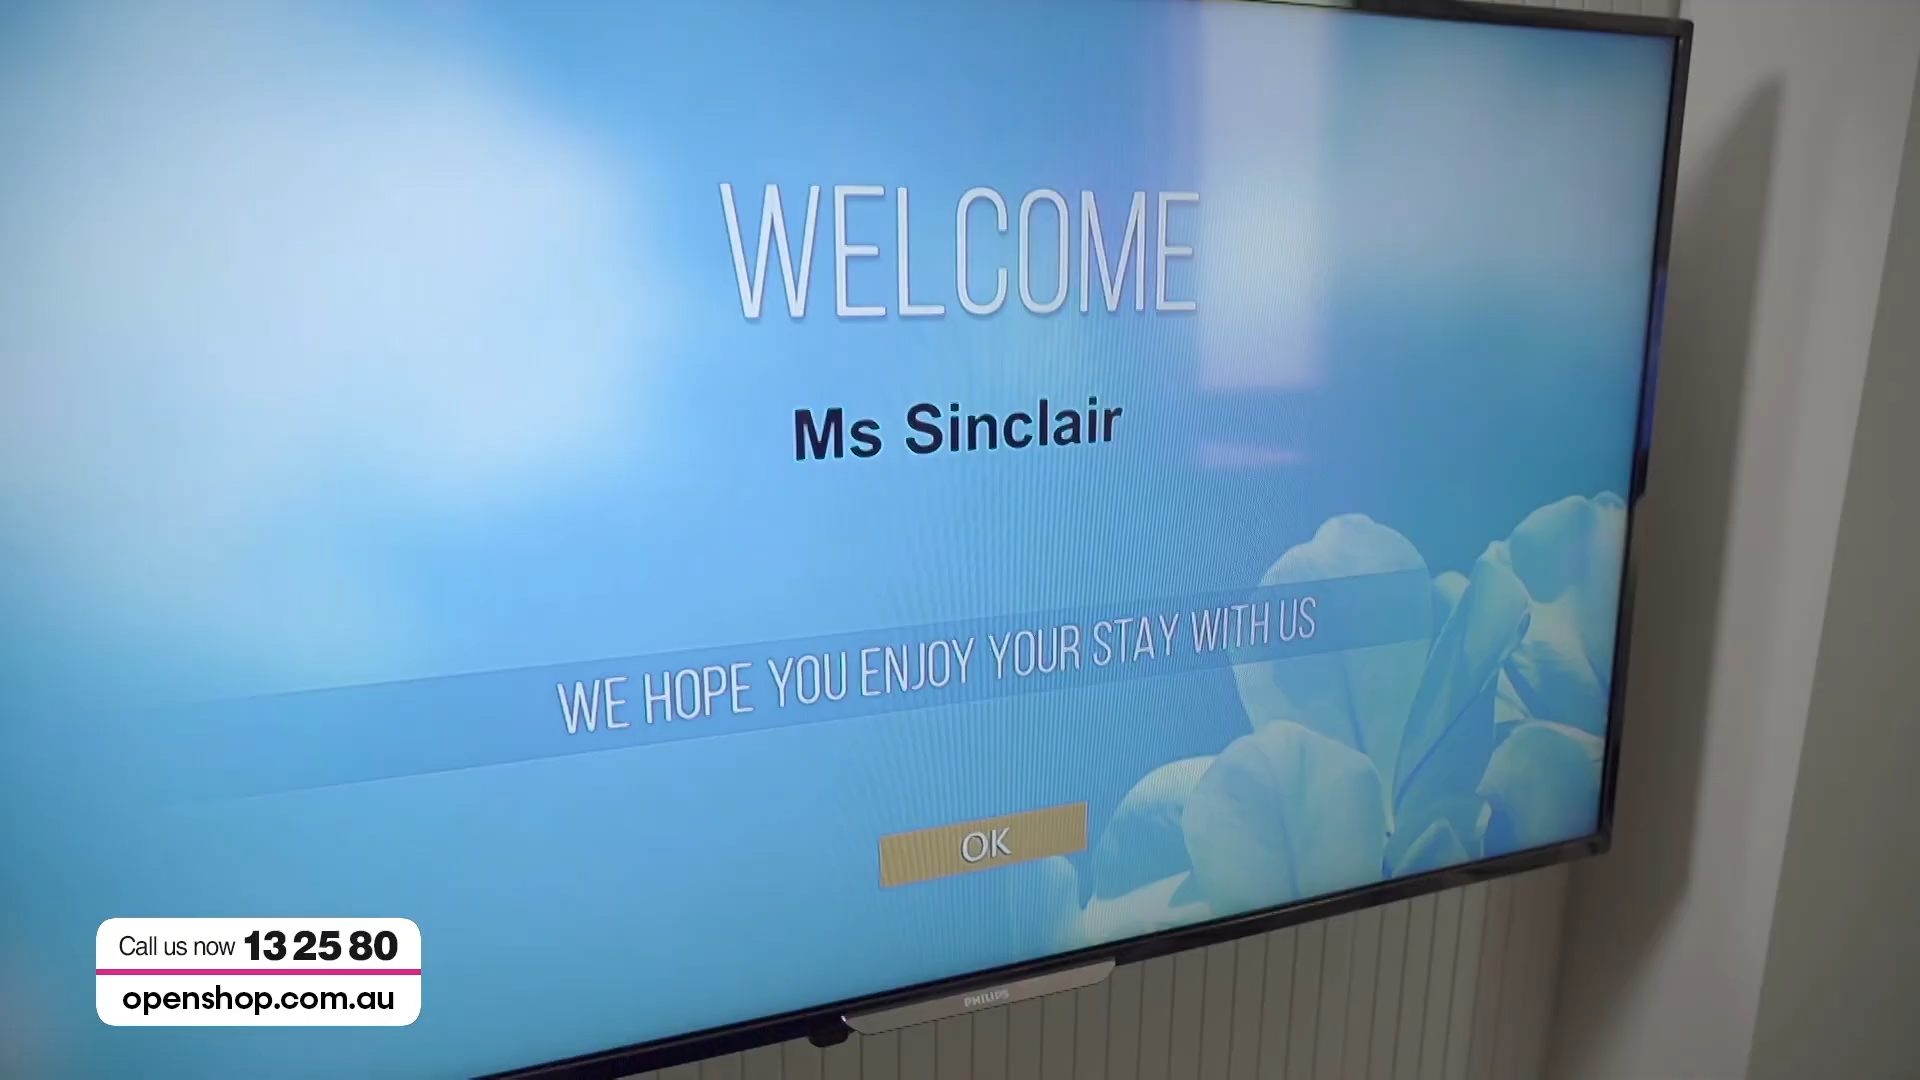 WELCOME
Ms Sinclair
WE HOPE YOU ENJOY YOUR STAY WITH US
OK
PHILIPS
Call us now 13 25 80
openshop.com.au